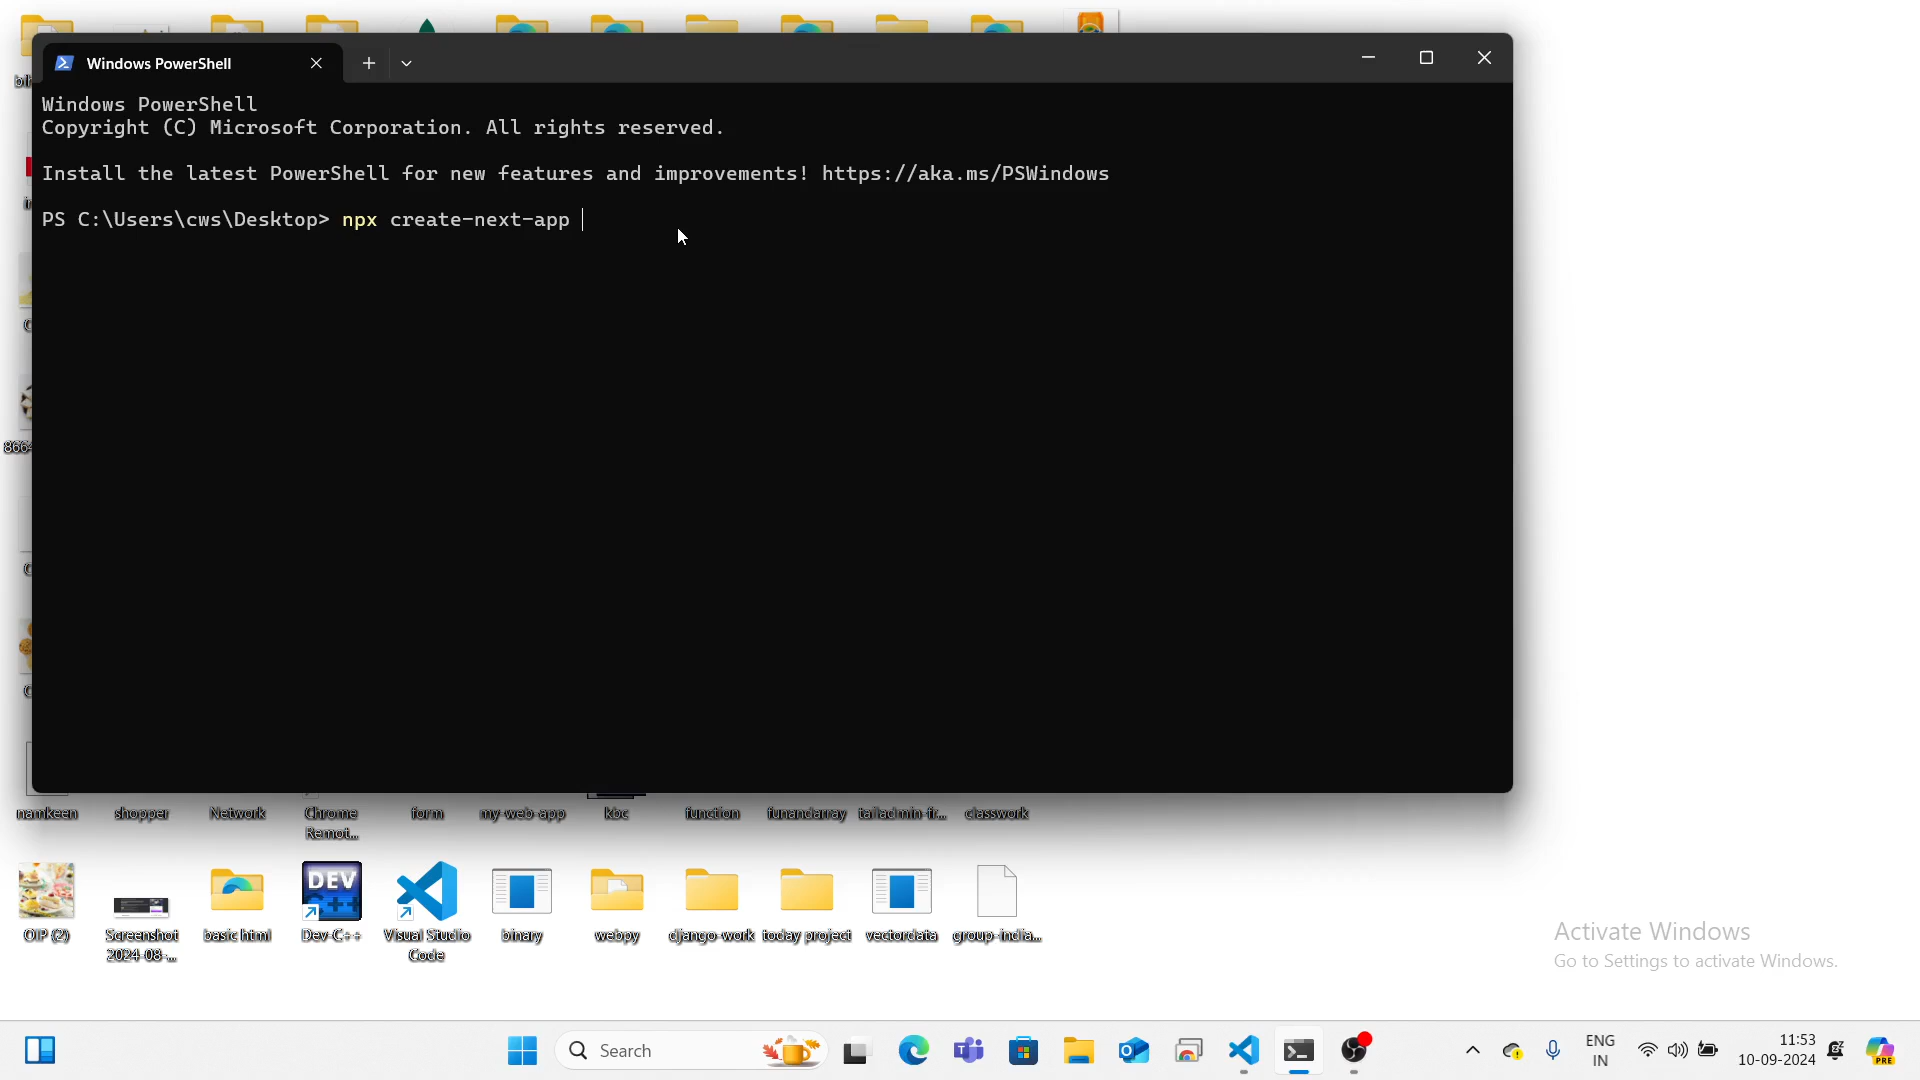 Windows PowerShell
Windows PowerShell
Copyright (C) Microsoft Corporation. All rights reserved.
Install the latest PowerShell for new features and improvements! https://aka.ms/PSWindows
PS C:\Users\cws\Desktop> npx create-next-app
namkeen shopper Network Chrome Remot... form my-web-app kbc function funandarray tailadmin-fr... classwork
OIP (2) Screenshot 2024-08-... basic html Dev-C++ Visual Studio Code binary webpy django-work today project vectordata group-india...
DEV
C++
Activate Windows
Go to Settings to activate Windows.
Search
ENG
IN
11:53
10-09-2024
PRE